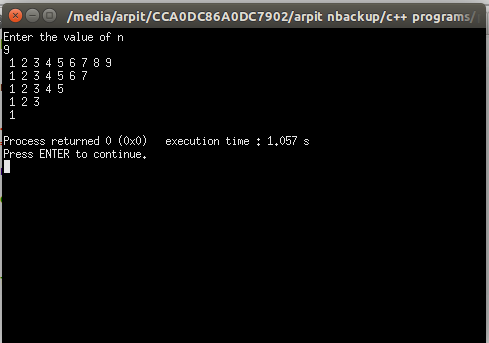 /media/arpit/CCA0DC86A0DC7902/arpit nbackup/c++ programs/
Enter the value of n
9
1 2 3 4 5 6 7 8 9
1 2 3 4 5 6 7
1 2 3 4 5
1 2 3
1
Process returned 0 (0x0)   execution time : 1.057 s
Press ENTER to continue.